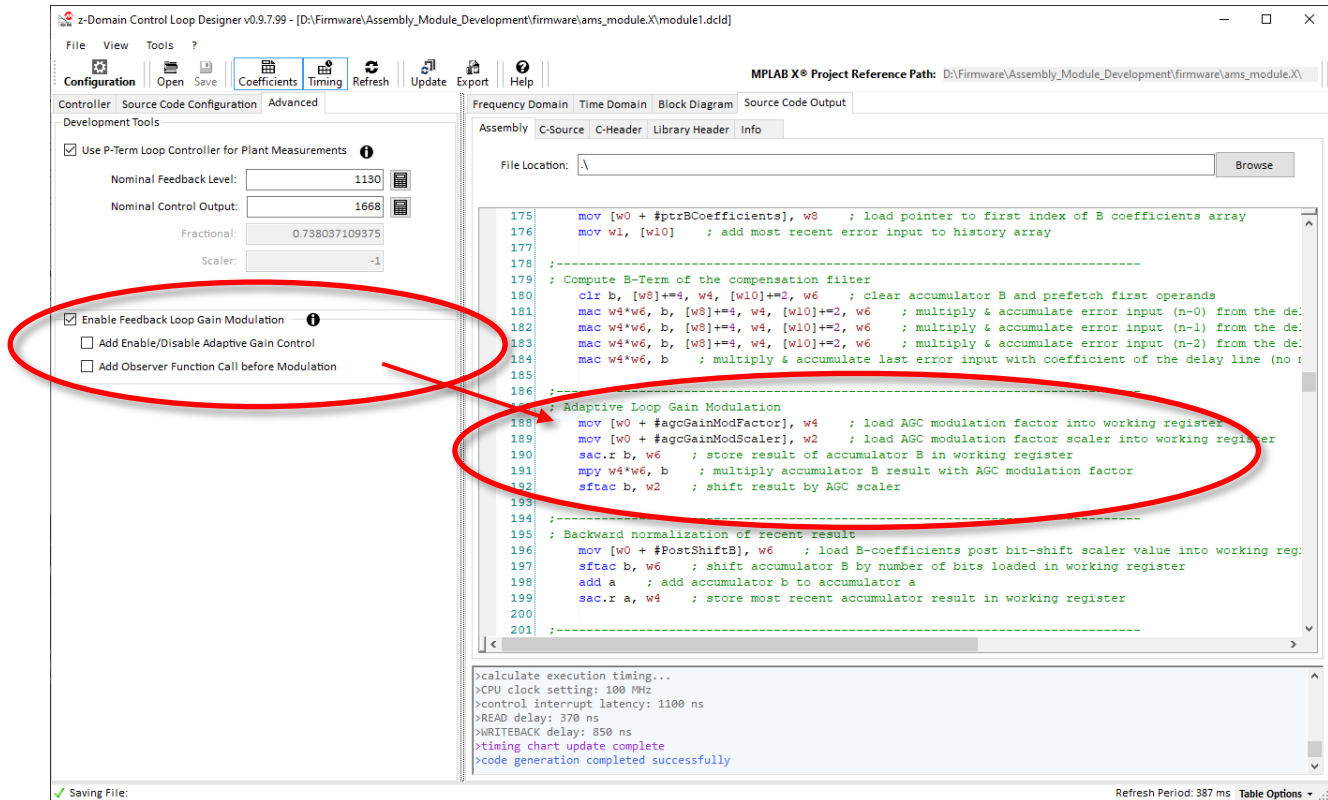 z-Domain Control Loop Designer v0.9.7.99 - [D:\Firmware\Assembly_Module_Development\firmware\ams_module.X\module1.dcld]
File View Tools ?
Configuration Open Save Coefficients Timing Refresh Update Export Help
MPLAB X® Project Reference Path: D:\Firmware\Assembly_Module_Development\firmware\ams_module.X\
Controller Source Code Configuration Advanced
Development Tools
Use P-Term Loop Controller for Plant Measurements
Nominal Feedback Level: 1130
Nominal Control Output: 1668
Fractional: 0.738037109375
Scaler: -1
Enable Feedback Loop Gain Modulation
Add Enable/Disable Adaptive Gain Control
Add Observer Function Call before Modulation
Frequency Domain Time Domain Block Diagram Source Code Output
Assembly C-Source C-Header Library Header Info
File Location: .\ Browse
175 mov [w0 + #ptrBCoefficients], w8 ; load pointer to first index of B coefficients array
176 mov w1, [w10] ; add most recent error input to history array
177
178 ;------------------------------------------------------------------------------
179 ; Compute B-Term of the compensation filter
180 clr b, [w8]+=4, w4, [w10]+=2, w6 ; clear accumulator B and prefetch first operands
181 mac w4*w6, b, [w8]+=4, w4, [w10]+=2, w6 ; multiply & accumulate error input (n-0) from the
182 mac w4*w6, b, [w8]+=4, w4, [w10]+=2, w6 ; multiply & accumulate error input (n-1) from the
183 mac w4*w6, b, [w8]+=4, w4, [w10]+=2, w6 ; multiply & accumulate error input (n-2) from the
184 mac w4*w6, b ; multiply & accumulate last error input with coefficient of the delay line (no
185
186 ;------------------------------------------------------------------------------
; Adaptive Loop Gain Modulation
188 mov [w0 + #agcGainModFactor], w4 ; load AGC modulation factor into working register
189 mov [w0 + #agcGainModScaler], w2 ; load AGC modulation factor scaler into working register
190 sac.r b, w6 ; store result of accumulator B in working register
191 mpy w4*w6, b ; multiply accumulator B result with AGC modulation factor
192 sftac b, w2 ; shift result by AGC scaler
193
194 ;------------------------------------------------------------------------------
195 ; Backward normalization of recent result
196 mov [w0 + #PostShiftB], w6 ; load B-coefficients post bit-shift scaler value into working
197 sftac b, w6 ; shift accumulator B by number of bits loaded in working register
198 add a ; add accumulator b to accumulator a
199 sac.r a, w4 ; store most recent accumulator result in working register
200
201 ;------------------------------------------------------------------------------
>calculate execution timing...
>CPU clock setting: 100 MHz
>control interrupt latency: 1100 ns
>READ delay: 370 ns
>WRITEBACK delay: 850 ns
>timing chart update complete
>code generation completed successfully
Saving File:
Refresh Period: 387 ms Table Options